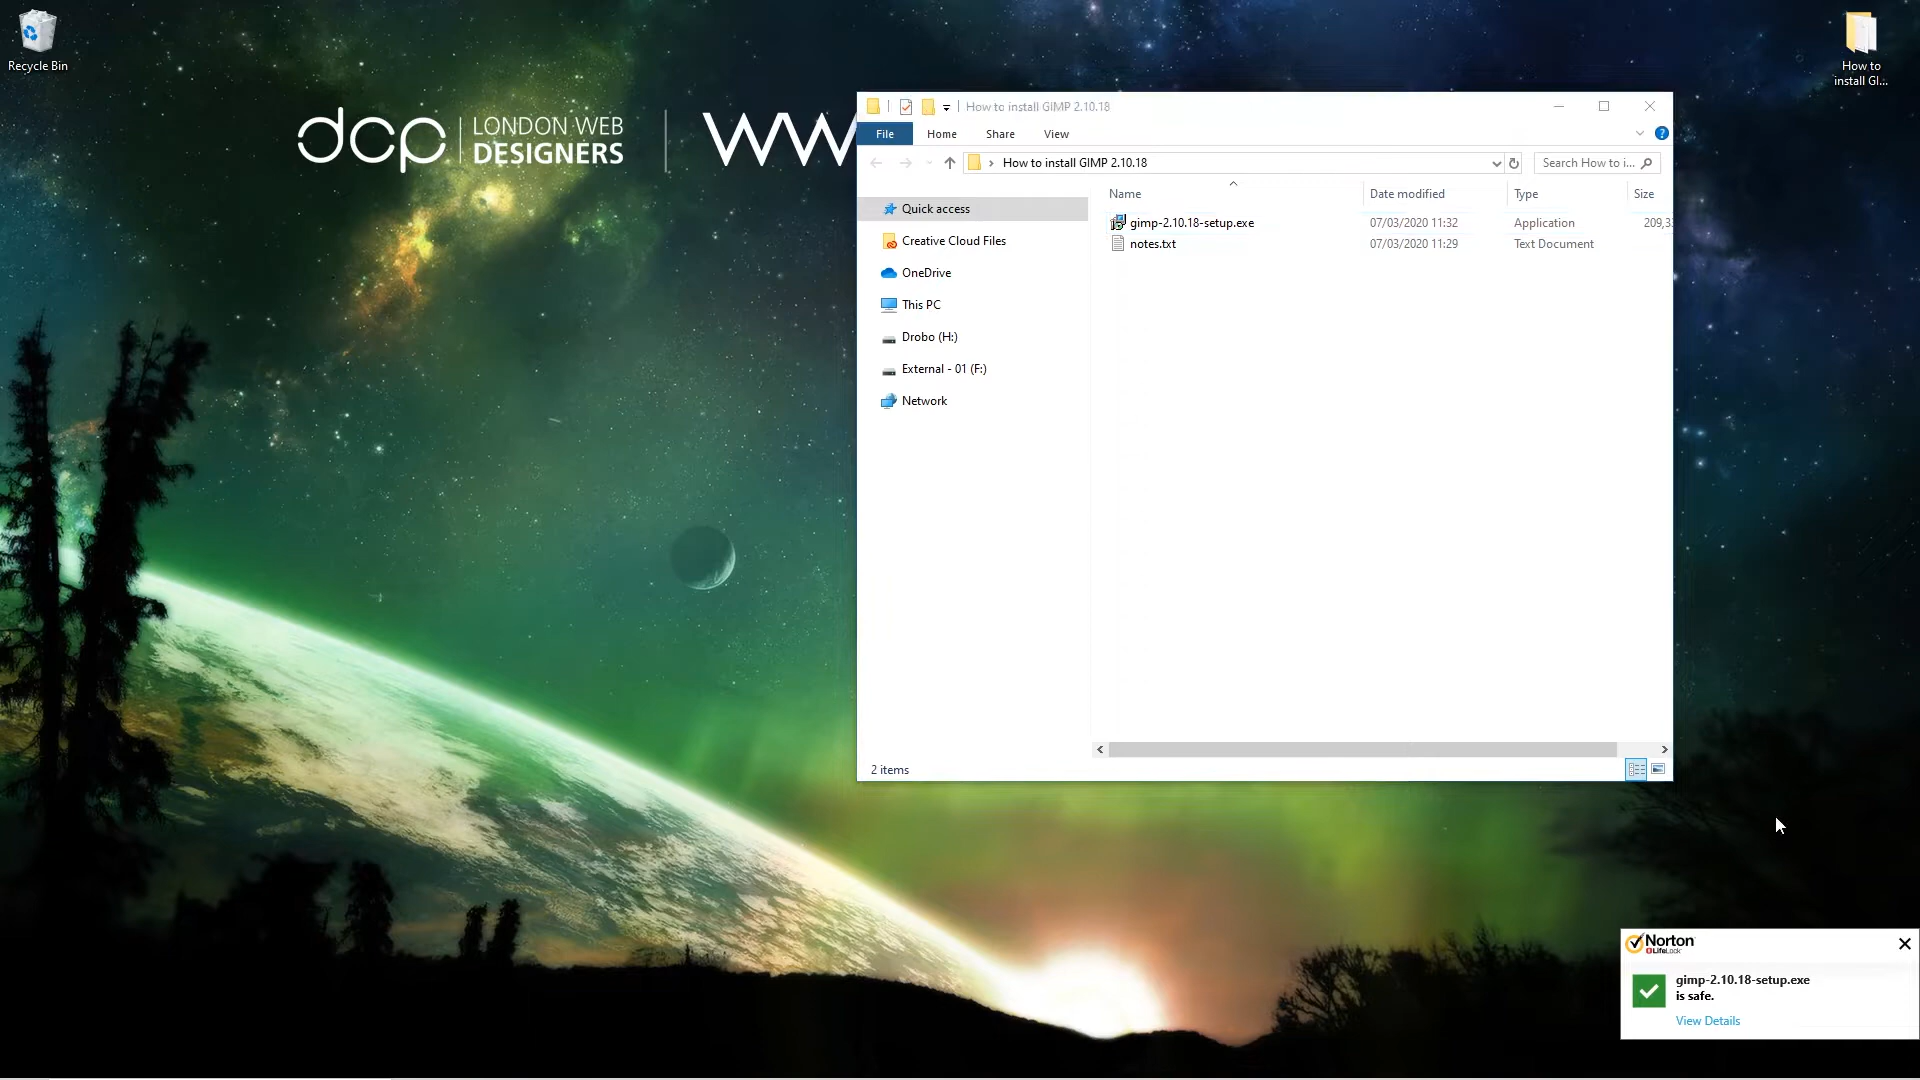 Recycle Bin
How to
install GI...
dcp
LONDON WEB
DESIGNERS
How to install GIMP 2.10.18
File
Home
Share
View
How to install GIMP 2.10.18
Search How to i...
Name
Date modified
Type
Size
Quick access
Creative Cloud Files
OneDrive
This PC
Drobo (H:)
External - 01 (F:)
Network
gimp-2.10.18-setup.exe
07/03/2020 11:32
Application
notes.txt
07/03/2020 11:29
Text Document
2 items
Norton
LifeLock
gimp-2.10.18-setup.exe
is safe.
View Details